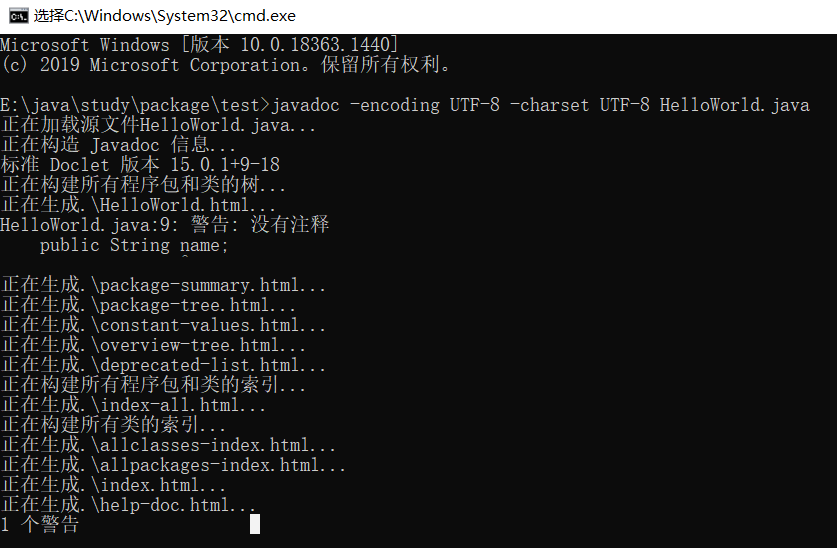 选择C:\Windows\System32\cmd.exe
Microsoft Windows [版本 10.0.18363.1440]
(c) 2019 Microsoft Corporation。保留所有权利。
E:\java\study\package\test>javadoc -encoding UTF-8 -charset UTF-8 HelloWorld.java
正在加载源文件HelloWorld.java...
正在构造 Javadoc 信息...
标准 Doclet 版本 15.0.1+9-18
正在构建所有程序包和类的树...
正在生成.\HelloWorld.html...
HelloWorld.java:9: 警告: 没有注释
    public String name;
                  ^
正在生成.\package-summary.html...
正在生成.\package-tree.html...
正在生成.\constant-values.html...
正在生成.\overview-tree.html...
正在生成.\deprecated-list.html...
正在构建所有程序包和类的索引...
正在生成.\index-all.html...
正在构建所有类的索引...
正在生成.\allclasses-index.html...
正在生成.\allpackages-index.html...
正在生成.\index.html...
正在生成.\help-doc.html...
1 个警告